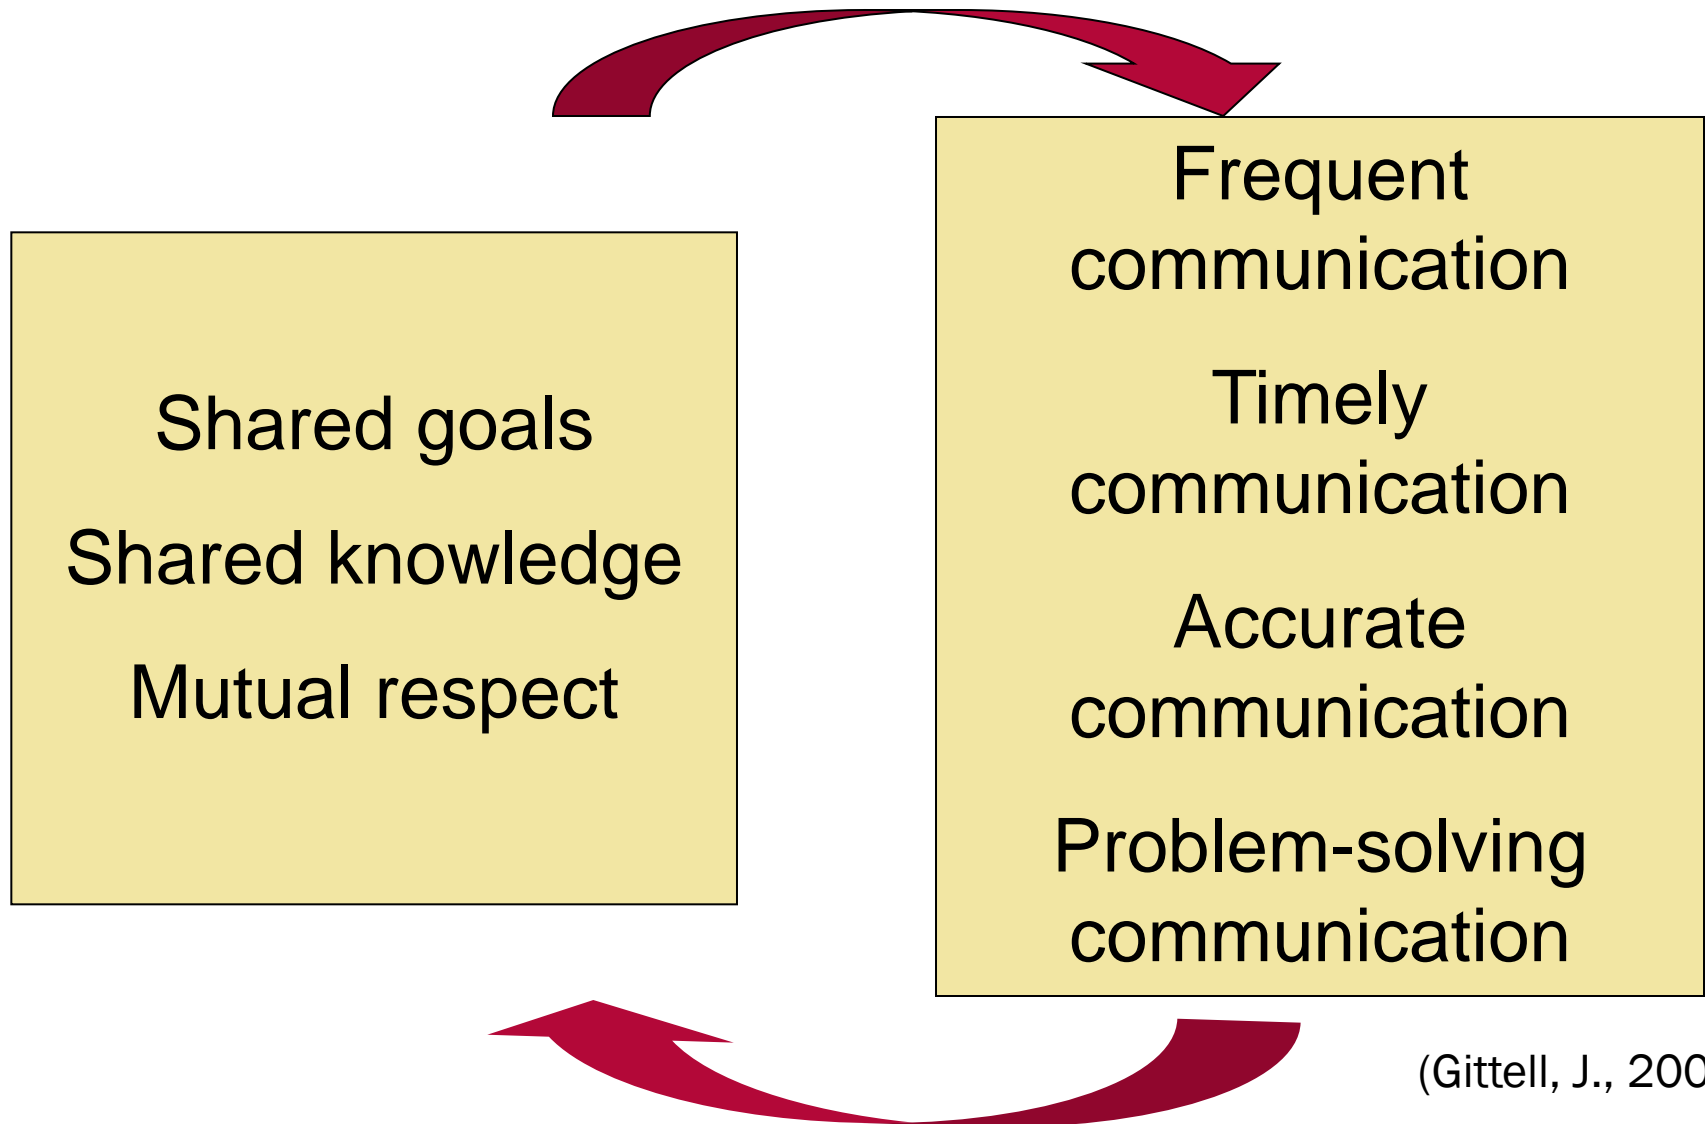 Shared goals
Shared knowledge
Mutual respect
Frequent
communication
Timely
communication
Accurate
communication
Problem-solving
communication
(Gittell, J., 200